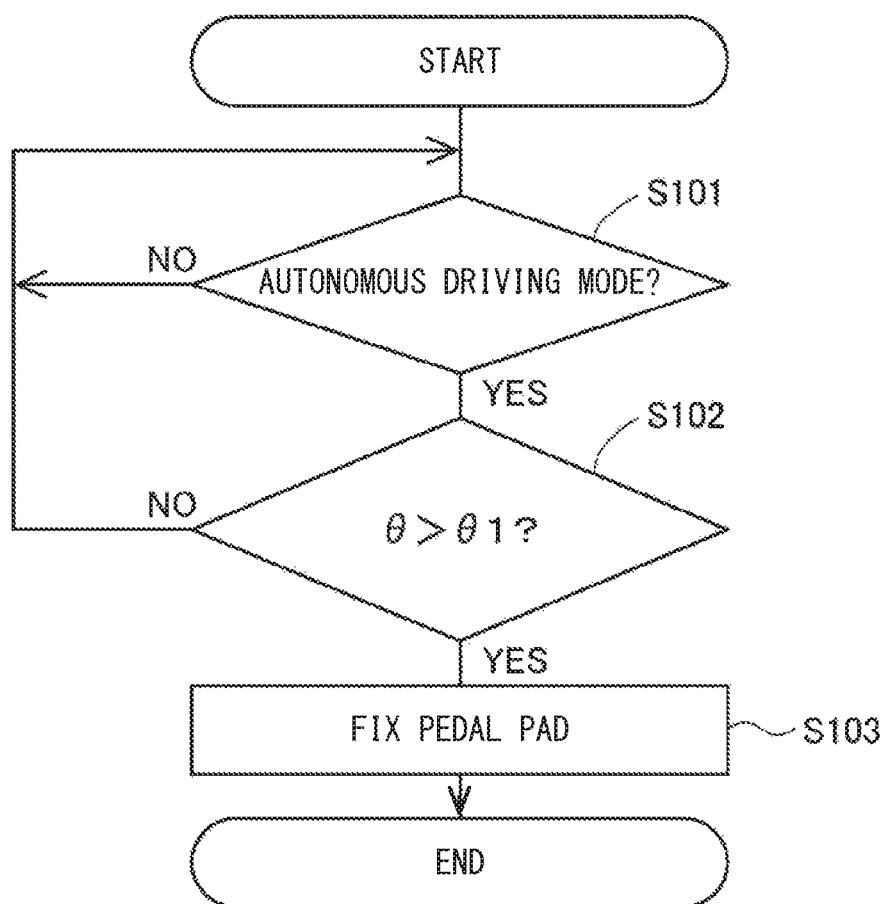 START
S101
NO
AUTONOMOUS DRIVING MODE?
YES
S102
NO
θ > θ1?
YES
FIX PEDAL PAD
S103
END